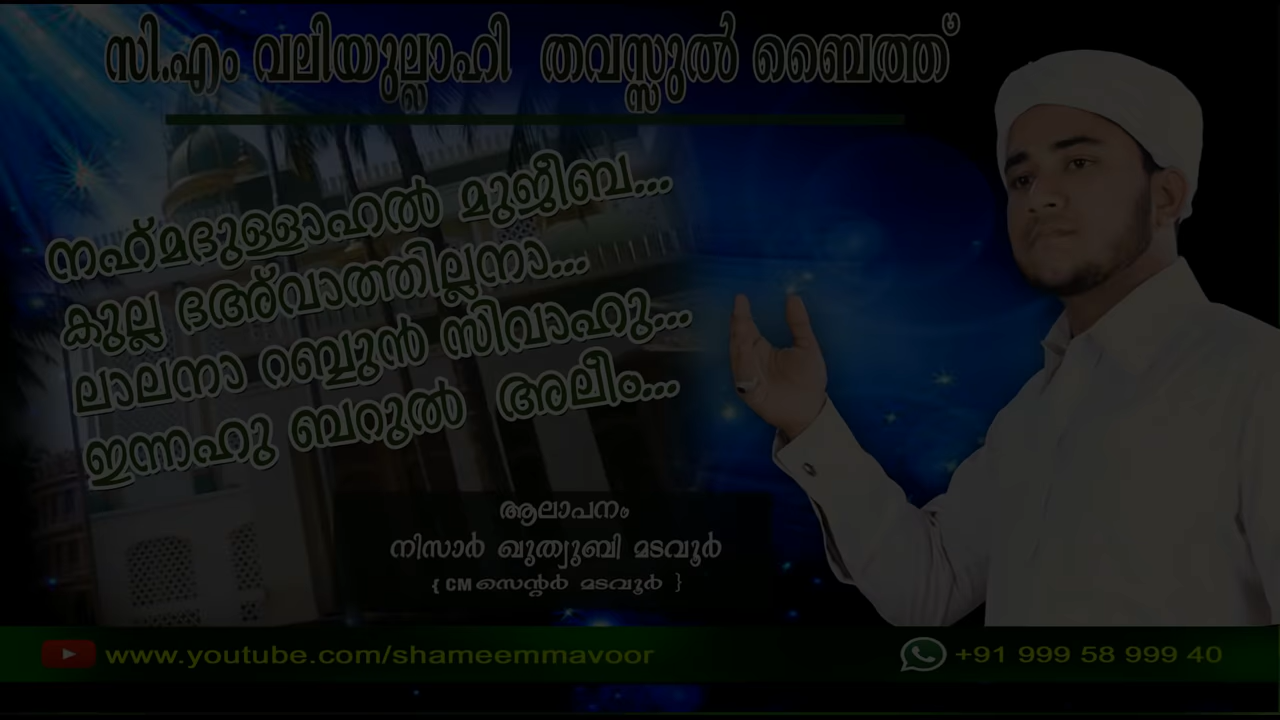 സി.എം വലിയുല്ലാഹി തവസ്സുൽ ബൈത്ത്
നഹ്മദുള്ളാഹൽ മുജീബ...
കുല്ല ദഅ്വാത്തില്ലനാ....
ലാലനാ റബ്ബുൻ സിവാഹു...
ഇന്നഹു ബറുൽ അലീം...
ആലാപനം
നിസാർ ഖുത്വുബി മടവൂർ
{ CM സെന്റർ മടവൂർ }
www.youtube.com/shameemmavoor
+91 999 58 999 40